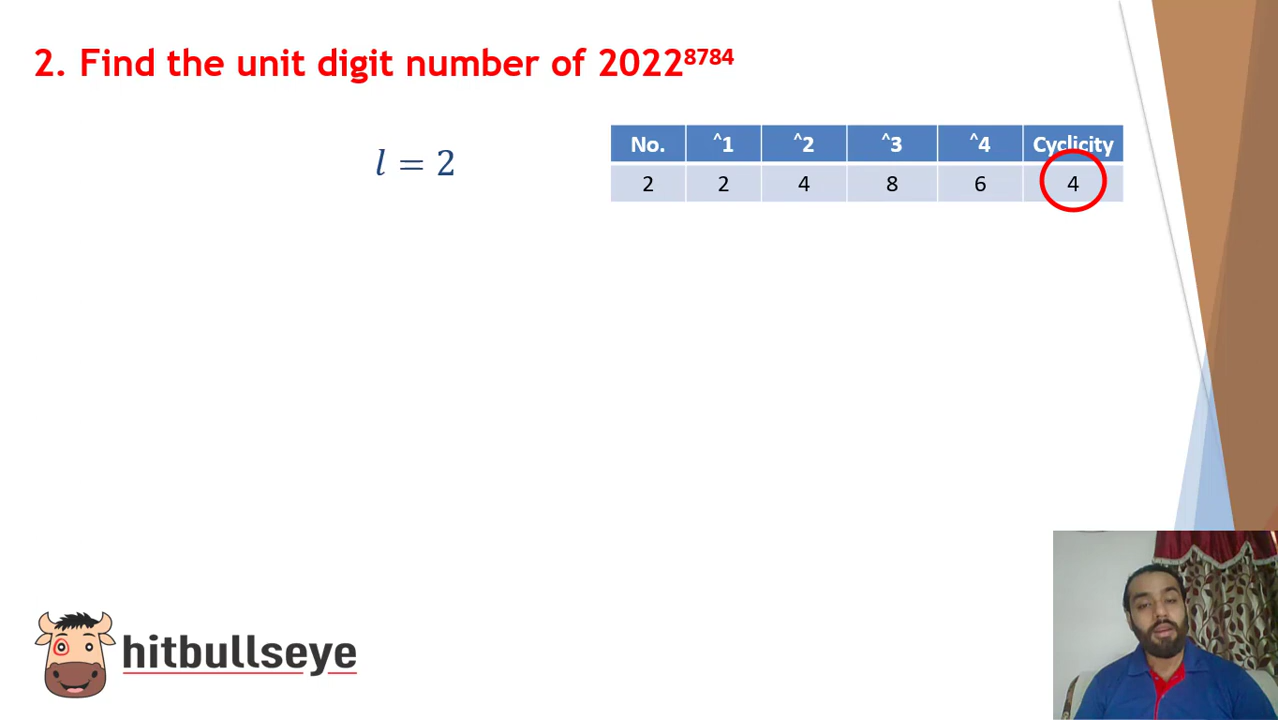 2. Find the unit digit number of 2022⁸⁷⁸⁴
l = 2
No. ^1 ^2 ^3 ^4 Cyclicity
2 2 4 8 6 4
hitbullseye